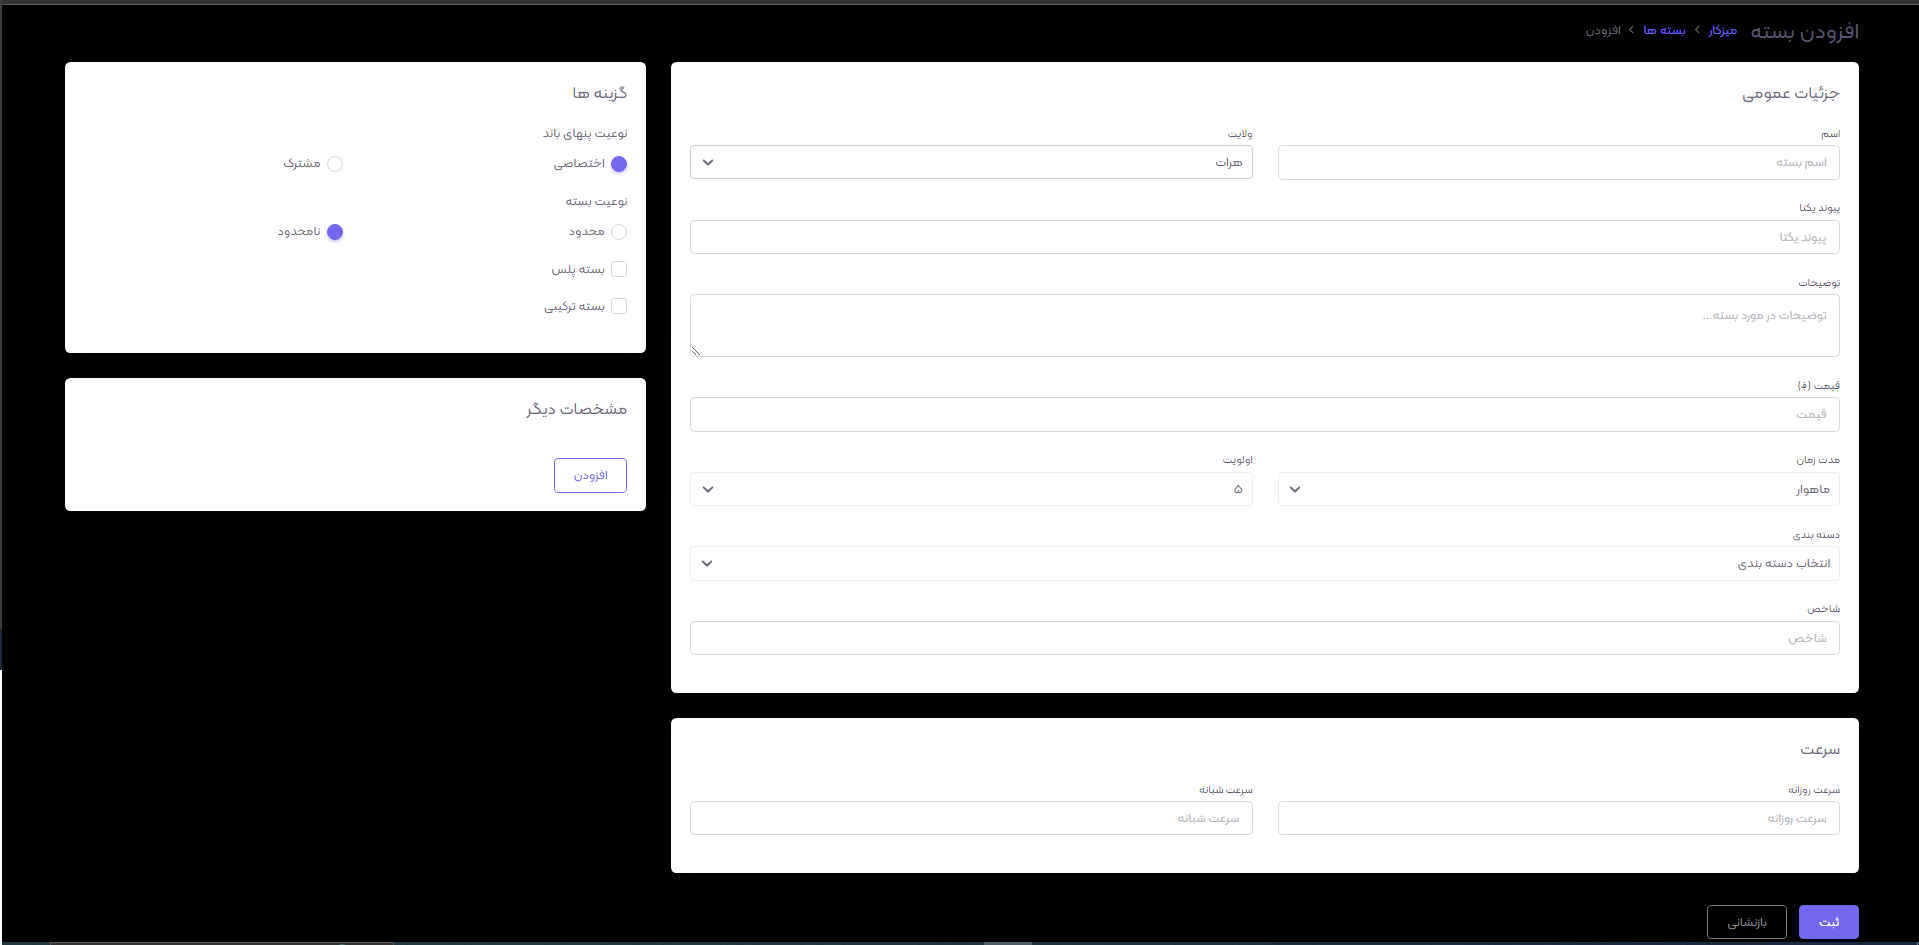 افزودن بسته میزکار > بسته ها > افزودن
جزئیات عمومی
اسم
اسم بسته
ولایت
هرات
پیوند یکتا
پیوند یکتا
توضیحات
توضیحات در مورد بسته...
قیمت (؋)
قیمت
مدت زمان
ماهوار
اولویت
۵
دسته بندی
انتخاب دسته بندی
شاخص
شاخص
سرعت
سرعت روزانه
سرعت روزانه
سرعت شبانه
سرعت شبانه
ثبت
بازنشانی
گزینه ها
نوعیت پنهای باند
اختصاصی
مشترک
نوعیت بسته
محدود
نامحدود
بسته پلس
بسته ترکیبی
مشخصات دیگر
افزودن